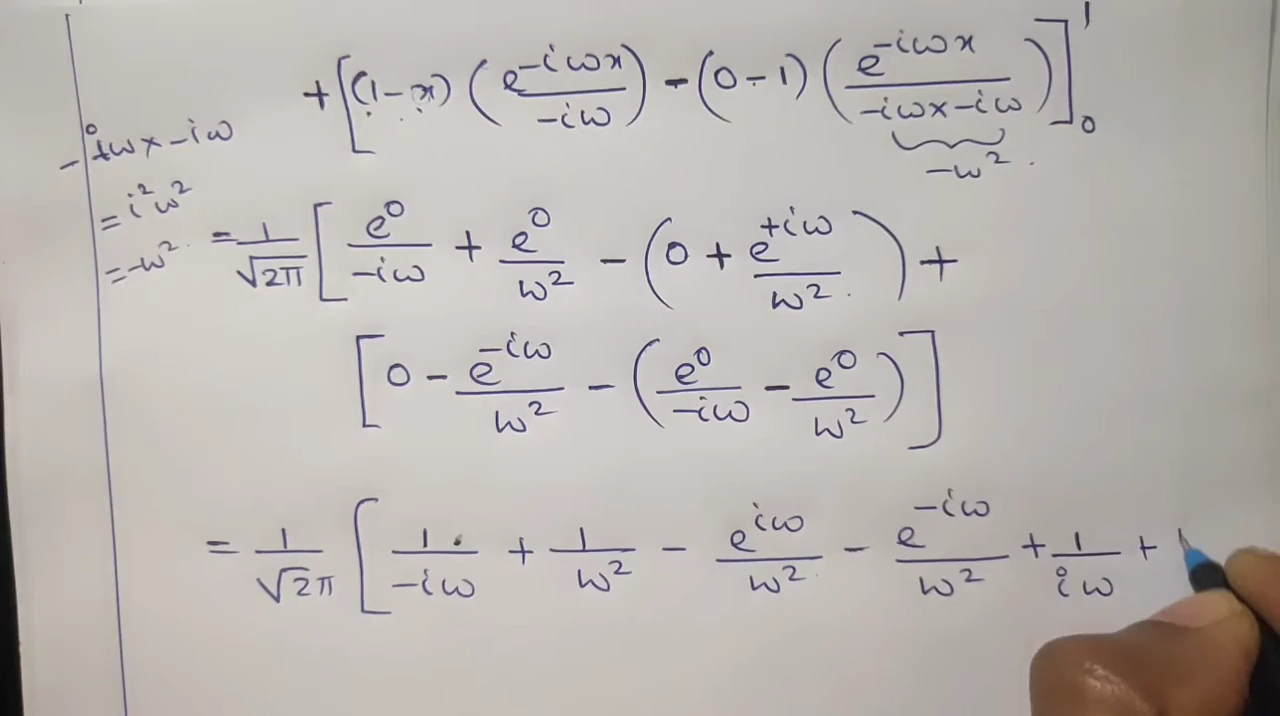 +[(1-x)(e^{-iωx}/-iω) - (0-1)(e^{-iωx}/-iω×-iω)]₀¹
-ω².
-iω×-iω
= i²ω²
= -ω².
= 1/√2π [e⁰/-iω + e⁰/ω² - (0 + e^{+iω}/ω².) +
[0 - e^{-iω}/ω² - (e⁰/-iω - e⁰/ω²)]
= 1/√2π [1/-iω + 1/ω² - e^{iω}/ω². - e^{-iω}/ω² + 1/iω +